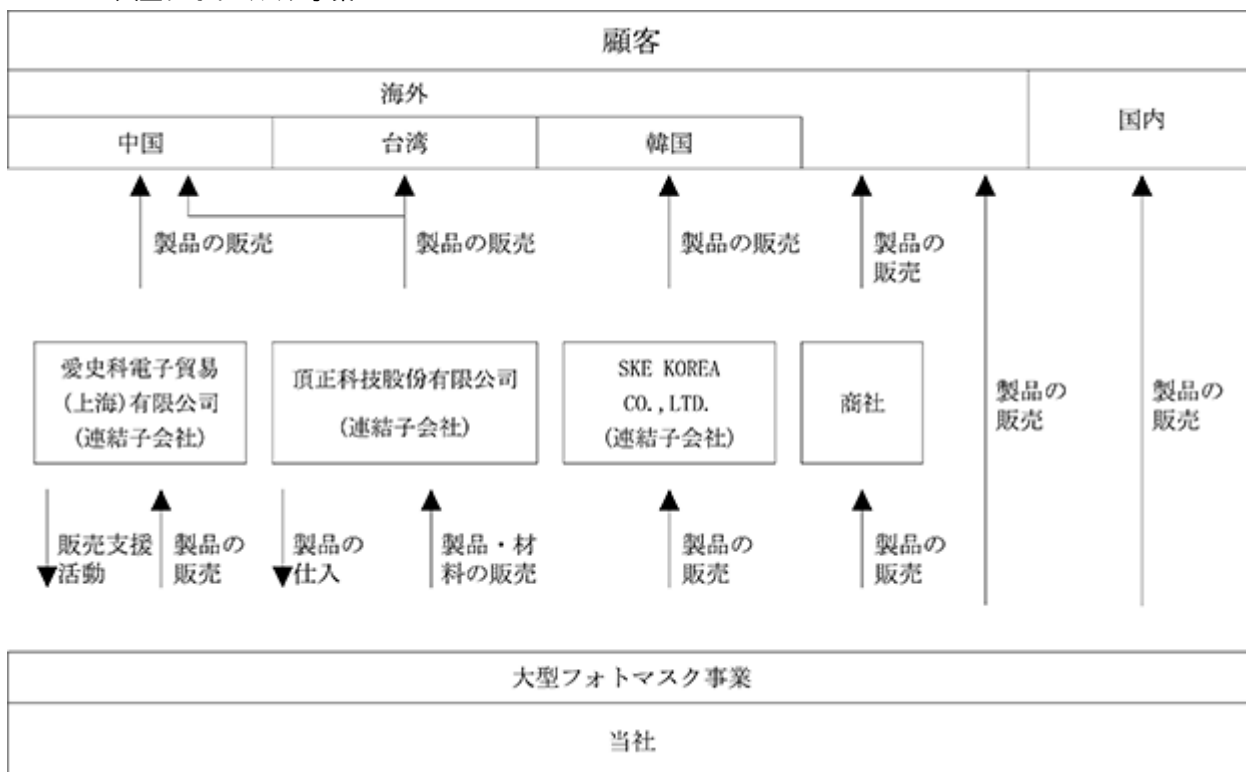 顧客
海外
国内
中国
台湾
韓国
製品の販売
製品の販売
製品の販売
製品の
販売
愛史科電子貿易
(上海)有限公司
(連結子会社)
頂正科技股份有限公司
(連結子会社)
SKE KOREA
CO.,LTD.
(連結子会社)
商社
製品の
販売
製品の
販売
販売支援
活動
製品の
販売
製品の
仕入
製品・材
料の販売
製品の
販売
製品の
販売
大型フォトマスク事業
当社